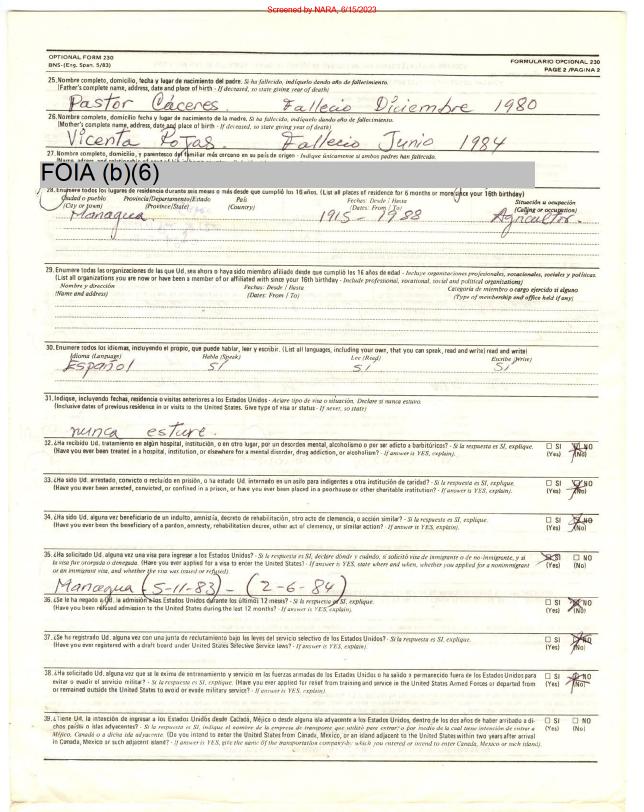 Screened by NARA, 6/15/2023
OPTIONAL FORM 230
BNS-(Eng. Span. 5/83)
FORMULARIO OPCIONAL 230
PAGE 2 /PAGINA 2
25. Nombre completo, domicilio, fecha y lugar de nacimiento del padre. Si ha fallecido, indíquelo dando año de fallecimiento.
(Father's complete name, address, date and place of birth - If deceased, so state giving year of death)
Pastor Cáceres. Fallecio Diciembre 1980
26. Nombre completo, domicilio fecha y lugar de nacimiento de la madre. Si ha fallecido, indíquelo dando año de fallecimiento.
(Mother's complete name, address, date and place of birth - If deceased, so state giving year of death)
Vicenta Rojas. Fallecio Junio 1984
27. Nombre completo, domicilio, y parentesco del familiar más cercano en su país de origen - Indique únicamente si ambos padres han fallecido.
FOIA (b)(6)
28. Enumere todos los lugares de residencia durante seis meses o más desde que cumplió los 16 años. (List all places of residence for 6 months or more since your 16th birthday)
Ciudad o pueblo Provincia/Departamento/Estado País Fechas: Desde / Hasta Situación u ocupación
(City or town) (Province/State) (Country) (Dates: From / To) (Calling or occupation)
Managua. 1915 - 1988 Agricultor.
29. Enumere todas las organizaciones de las que Ud. sea ahora o haya sido miembro afiliado desde que cumplió los 16 años de edad - Incluye organizaciones profesionales, vocacionales, sociales y políticas.
(List all organizations you are now or have been a member of or affiliated with since your 16th birthday - Include professional, vocational, social and political organizations)
Nombre y dirección Fechas: Desde / Hasta Categoría de miembro o cargo ejercido si alguno
(Name and address) (Dates: From / To) (Type of membership and office held if any)
30. Enumere todos los idiomas, incluyendo el propio, que puede hablar, leer y escribir. (List all languages, including your own, that you can speak, read and write) read and write)
Idioma (Language) Habla (Speak) Lee (Read) Escribe (Write)
Español Sí Sí Sí
31. Indique, incluyendo fechas, residencia o visitas anteriores a los Estados Unidos - Aclare tipo de visa o situación. Declare si nunca estuvo.
(Inclusive dates of previous residence in or visits to the United States. Give type of visa or status - If never, so state)
nunca estuve.
32. ¿Ha recibido Ud. tratamiento en algún hospital, institución, o en otro lugar, por un desorden mental, alcoholismo o por ser adicto a barbitúricos? - Si la respuesta es SI, explique. SI NO
(Have you ever been treated in a hospital, institution, or elsewhere for a mental disorder, drug addiction, or alcoholism? - If answer is YES, explain). (Yes) (No)
33. ¿Ha sido Ud. arrestado, convicto o recluído en prisión, o ha estado Ud. internado en un asilo para indigentes u otra institución de caridad? - Si la respuesta es SI, explique. SI NO
(Have you ever been arrested, convicted, or confined in a prison, or have you ever been placed in a poorhouse or other charitable institution? - If answer is YES, explain). (Yes) (No)
34. ¿Ha sido Ud. alguna vez beneficiario de un indulto, amnistía, decreto de rehabilitación, otro acto de clemencia, o acción similar? - Si la respuesta es SI, explique. SI NO
(Have you ever been the beneficiary of a pardon, amnesty, rehabilitation decree, other act of clemency, or similar action? - If answer is YES, explain). (Yes) (No)
35. ¿Ha solicitado Ud. alguna vez una visa para ingresar a los Estados Unidos? - Si la respuesta es SI, declare dónde y cuándo, si solicitó visa de inmigrante o de no-inmigrante, y si SI NO
la visa fue otorgada o denegada. (Have you ever applied for a visa to enter the United States? - If answer is YES, state where and when, whether you applied for a nonimmigrant (Yes) (No)
or an immigrant visa, and whether the visa was issued or refused).
Managua (5-11-83) - (2-6-84)
36. ¿Se le ha negado a Ud. la admisión a los Estados Unidos durante los últimos 12 meses? - Si la respuesta es SI, explique. SI NO
(Have you been refused admission to the United States during the last 12 months? - If answer is YES, explain). (Yes) (No)
37. ¿Se ha registrado Ud. alguna vez con una junta de reclutamiento bajo las leyes del servicio selectivo de los Estados Unidos? - Si la respuesta es SI, explique. SI NO
(Have you ever registered with a draft board under United States Selective Service laws? - If answer is YES, explain). (Yes) (No)
38. ¿Ha solicitado Ud. alguna vez que se le exima de entrenamiento y servicio en las fuerzas armadas de los Estados Unidos o ha salido o permanecido fuera de los Estados Unidos para SI NO
evitar o evadir el servicio militar? - Si la respuesta es SI, explique. (Have you ever applied for relief from training and service in the United States Armed Forces or departed from (Yes) (No)
or remained outside the United States to avoid or evade military service? - If answer is YES, explain).
39. ¿Tiene Ud. la intención de ingresar a los Estados Unidos desde Canadá, Méjico o desde alguna isla adyacente a los Estados Unidos, dentro de los dos años de haber arribado a di- SI NO
chos países o islas adyacentes? - Si la respuesta es SI, indique el nombre de la empresa de transporte que utilizó para entrar; o por medio de la cual tiene intención de entrar a (Yes) (No)
Méjico, Canadá o a dicha isla adyacente. (Do you intend to enter the United States from Canada, Mexico, or an island adjacent to the United States within two years after arrival
in Canada, Mexico or such adjacent island? - If answer is YES, give the name of the transportation company by which you entered or intend to enter Canada, Mexico or such island).